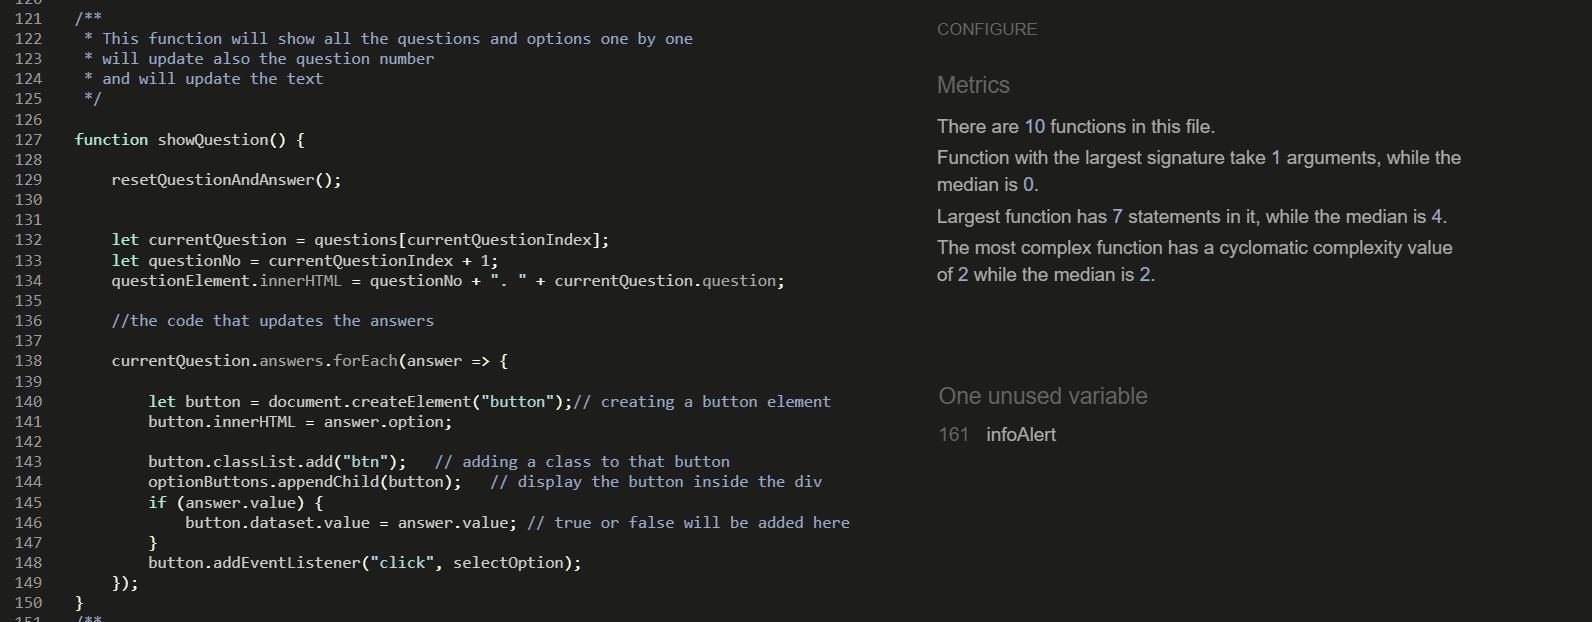 121 /**
122  * This function will show all the questions and options one by one
123  * will update also the question number
124  * and will update the text
125  */
126
127 function showQuestion() {
128
129     resetQuestionAndAnswer();
130
131
132     let currentQuestion = questions[currentQuestionIndex];
133     let questionNo = currentQuestionIndex + 1;
134     questionElement.innerHTML = questionNo + ". " + currentQuestion.question;
135
136     //the code that updates the answers
137
138     currentQuestion.answers.forEach(answer => {
139
140         let button = document.createElement("button");// creating a button element
141         button.innerHTML = answer.option;
142
143         button.classList.add("btn");   // adding a class to that button
144         optionButtons.appendChild(button);   // display the button inside the div
145         if (answer.value) {
146             button.dataset.value = answer.value; // true or false will be added here
147         }
148         button.addEventListener("click", selectOption);
149     });
150 }
151 /**
CONFIGURE
Metrics
There are 10 functions in this file.
Function with the largest signature take 1 arguments, while the
median is 0.
Largest function has 7 statements in it, while the median is 4.
The most complex function has a cyclomatic complexity value
of 2 while the median is 2.
One unused variable
161 infoAlert